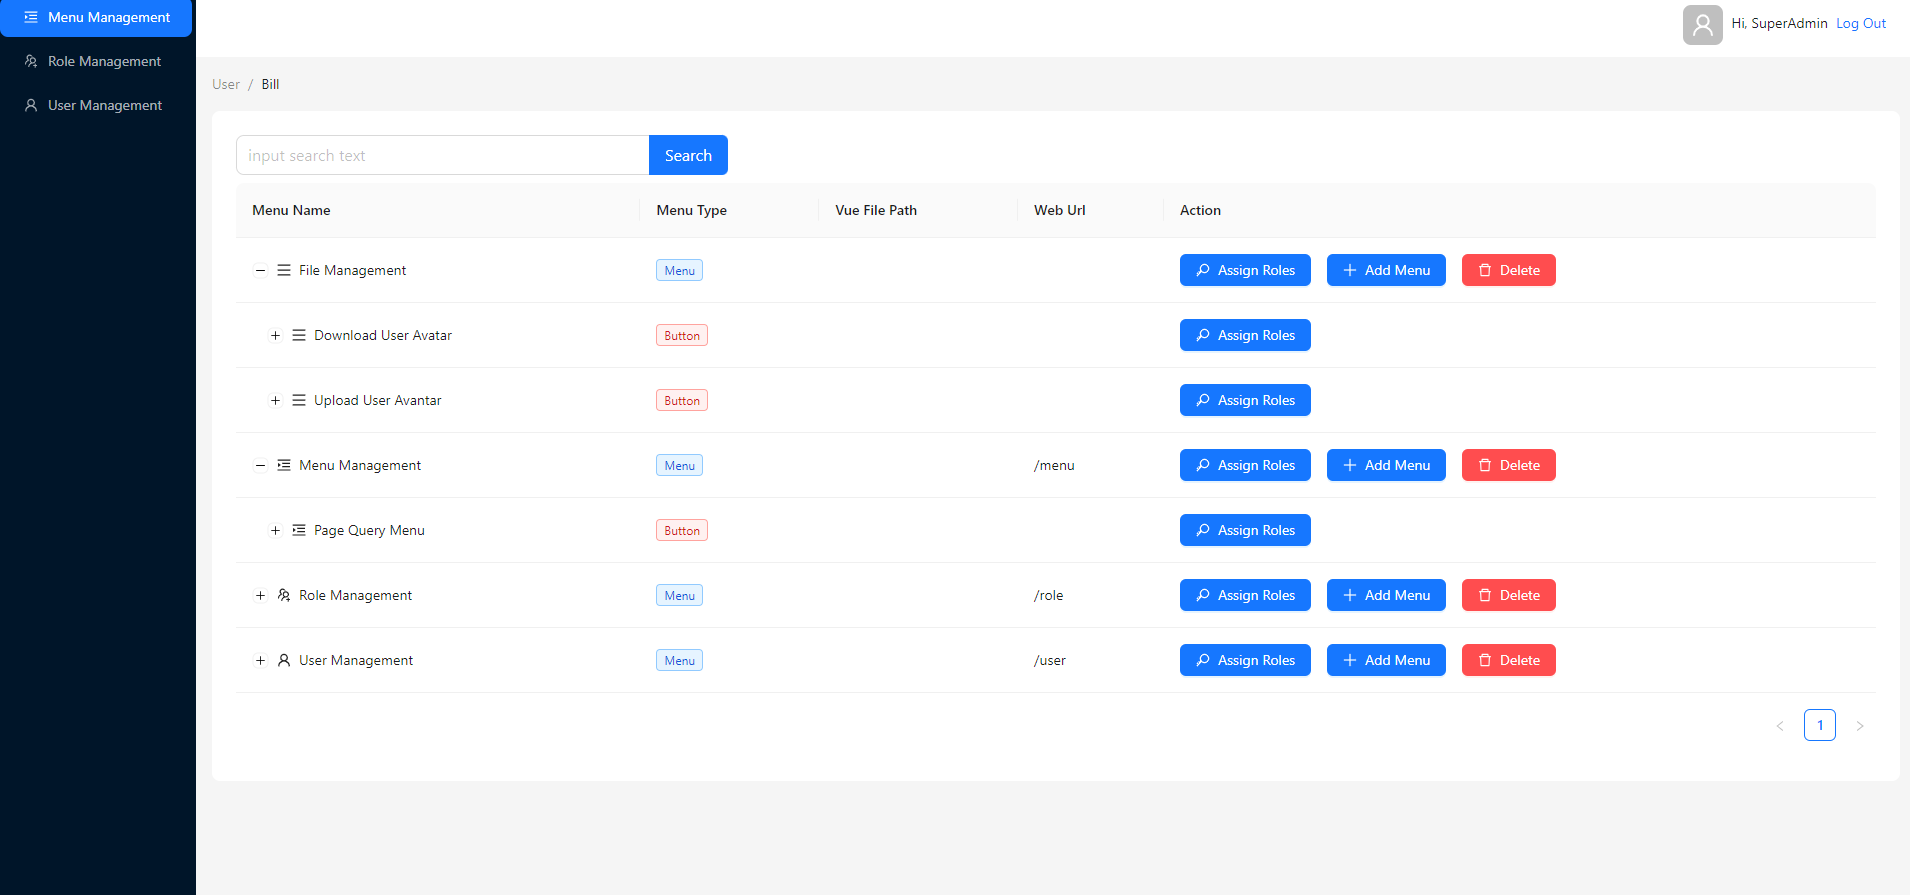 Menu Management
Role Management
User Management
Hi, SuperAdmin Log Out
User / Bill
input search text Search
Menu Name Menu Type Vue File Path Web Url Action
File Management Menu Assign Roles Add Menu Delete
Download User Avatar Button Assign Roles
Upload User Avantar Button Assign Roles
Menu Management Menu /menu Assign Roles Add Menu Delete
Page Query Menu Button Assign Roles
Role Management Menu /role Assign Roles Add Menu Delete
User Management Menu /user Assign Roles Add Menu Delete
1